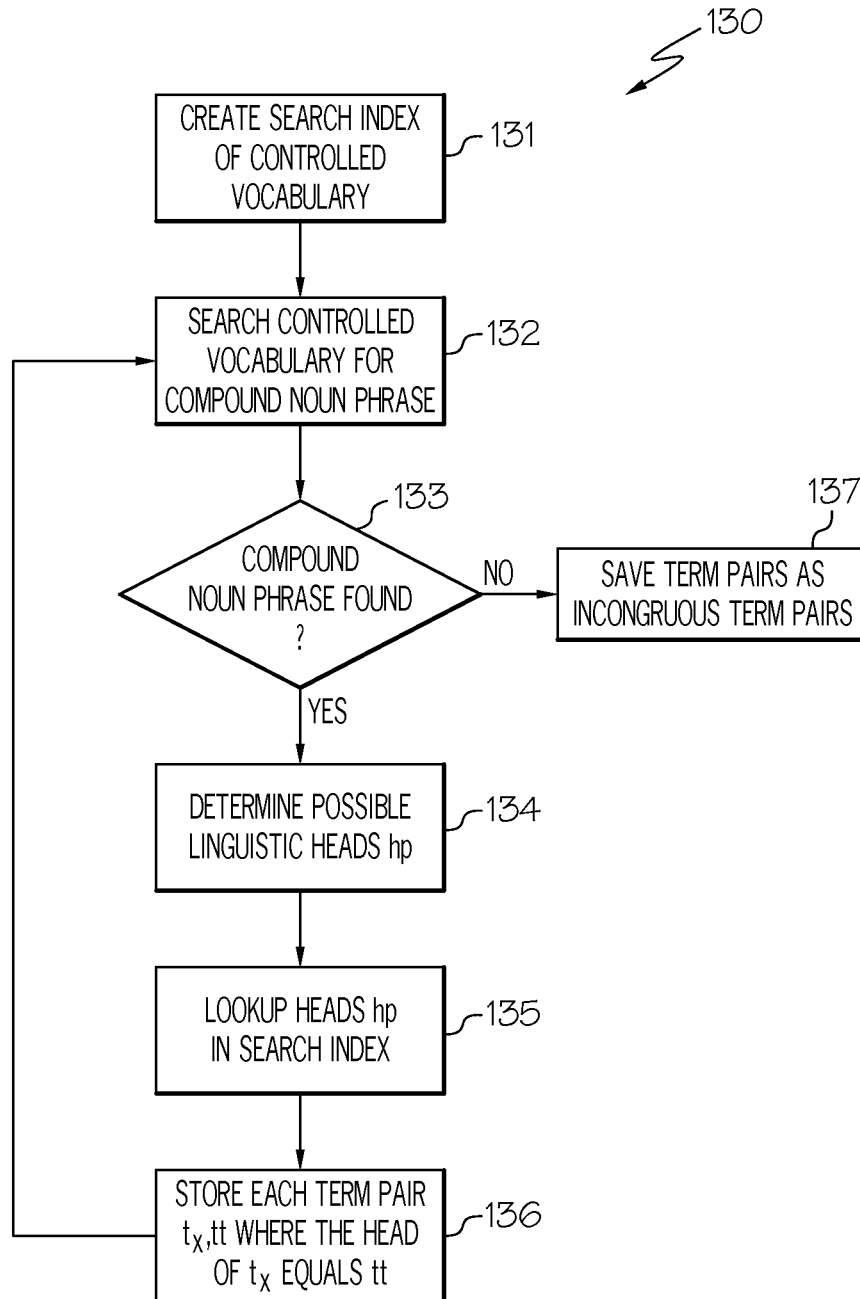 130
CREATE SEARCH INDEX
OF CONTROLLED
VOCABULARY
131
SEARCH CONTROLLED
VOCABULARY FOR
COMPOUND NOUN PHRASE
132
133
COMPOUND
NOUN PHRASE FOUND
?
NO
137
SAVE TERM PAIRS AS
INCONGRUOUS TERM PAIRS
YES
DETERMINE POSSIBLE
LINGUISTIC HEADS hp
134
LOOKUP HEADS hp
IN SEARCH INDEX
135
STORE EACH TERM PAIR
tx,tt WHERE THE HEAD
OF tx EQUALS tt
136